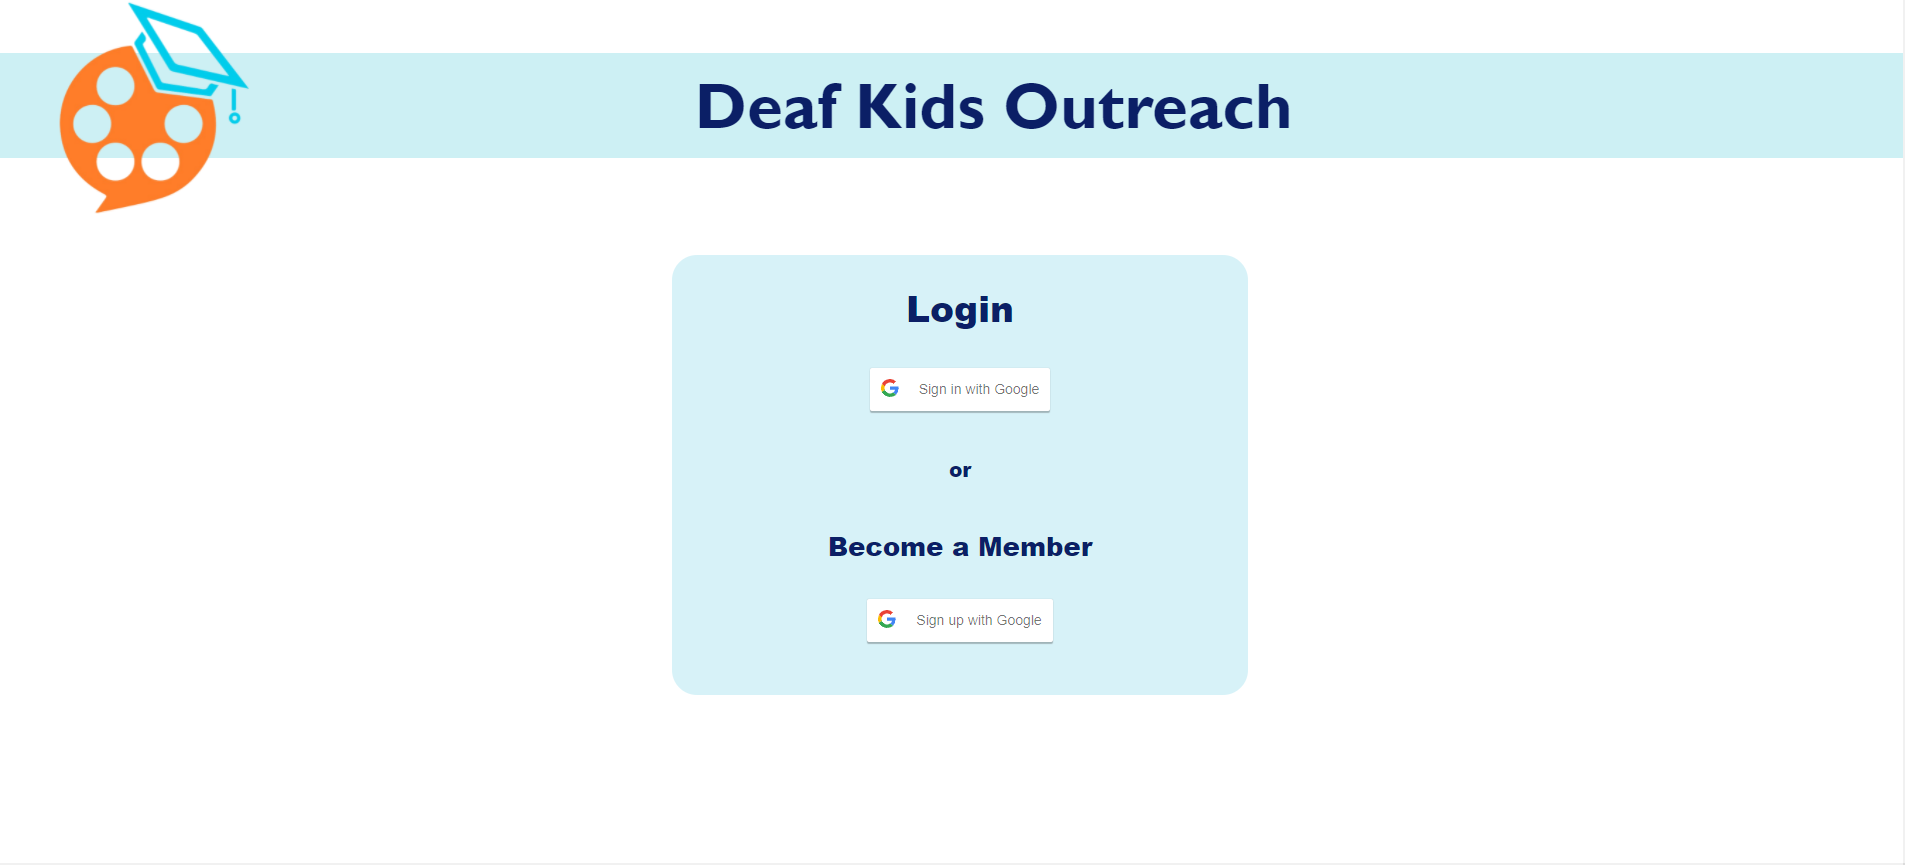 Deaf Kids Outreach
Login
Sign in with Google
or
Become a Member
Sign up with Google